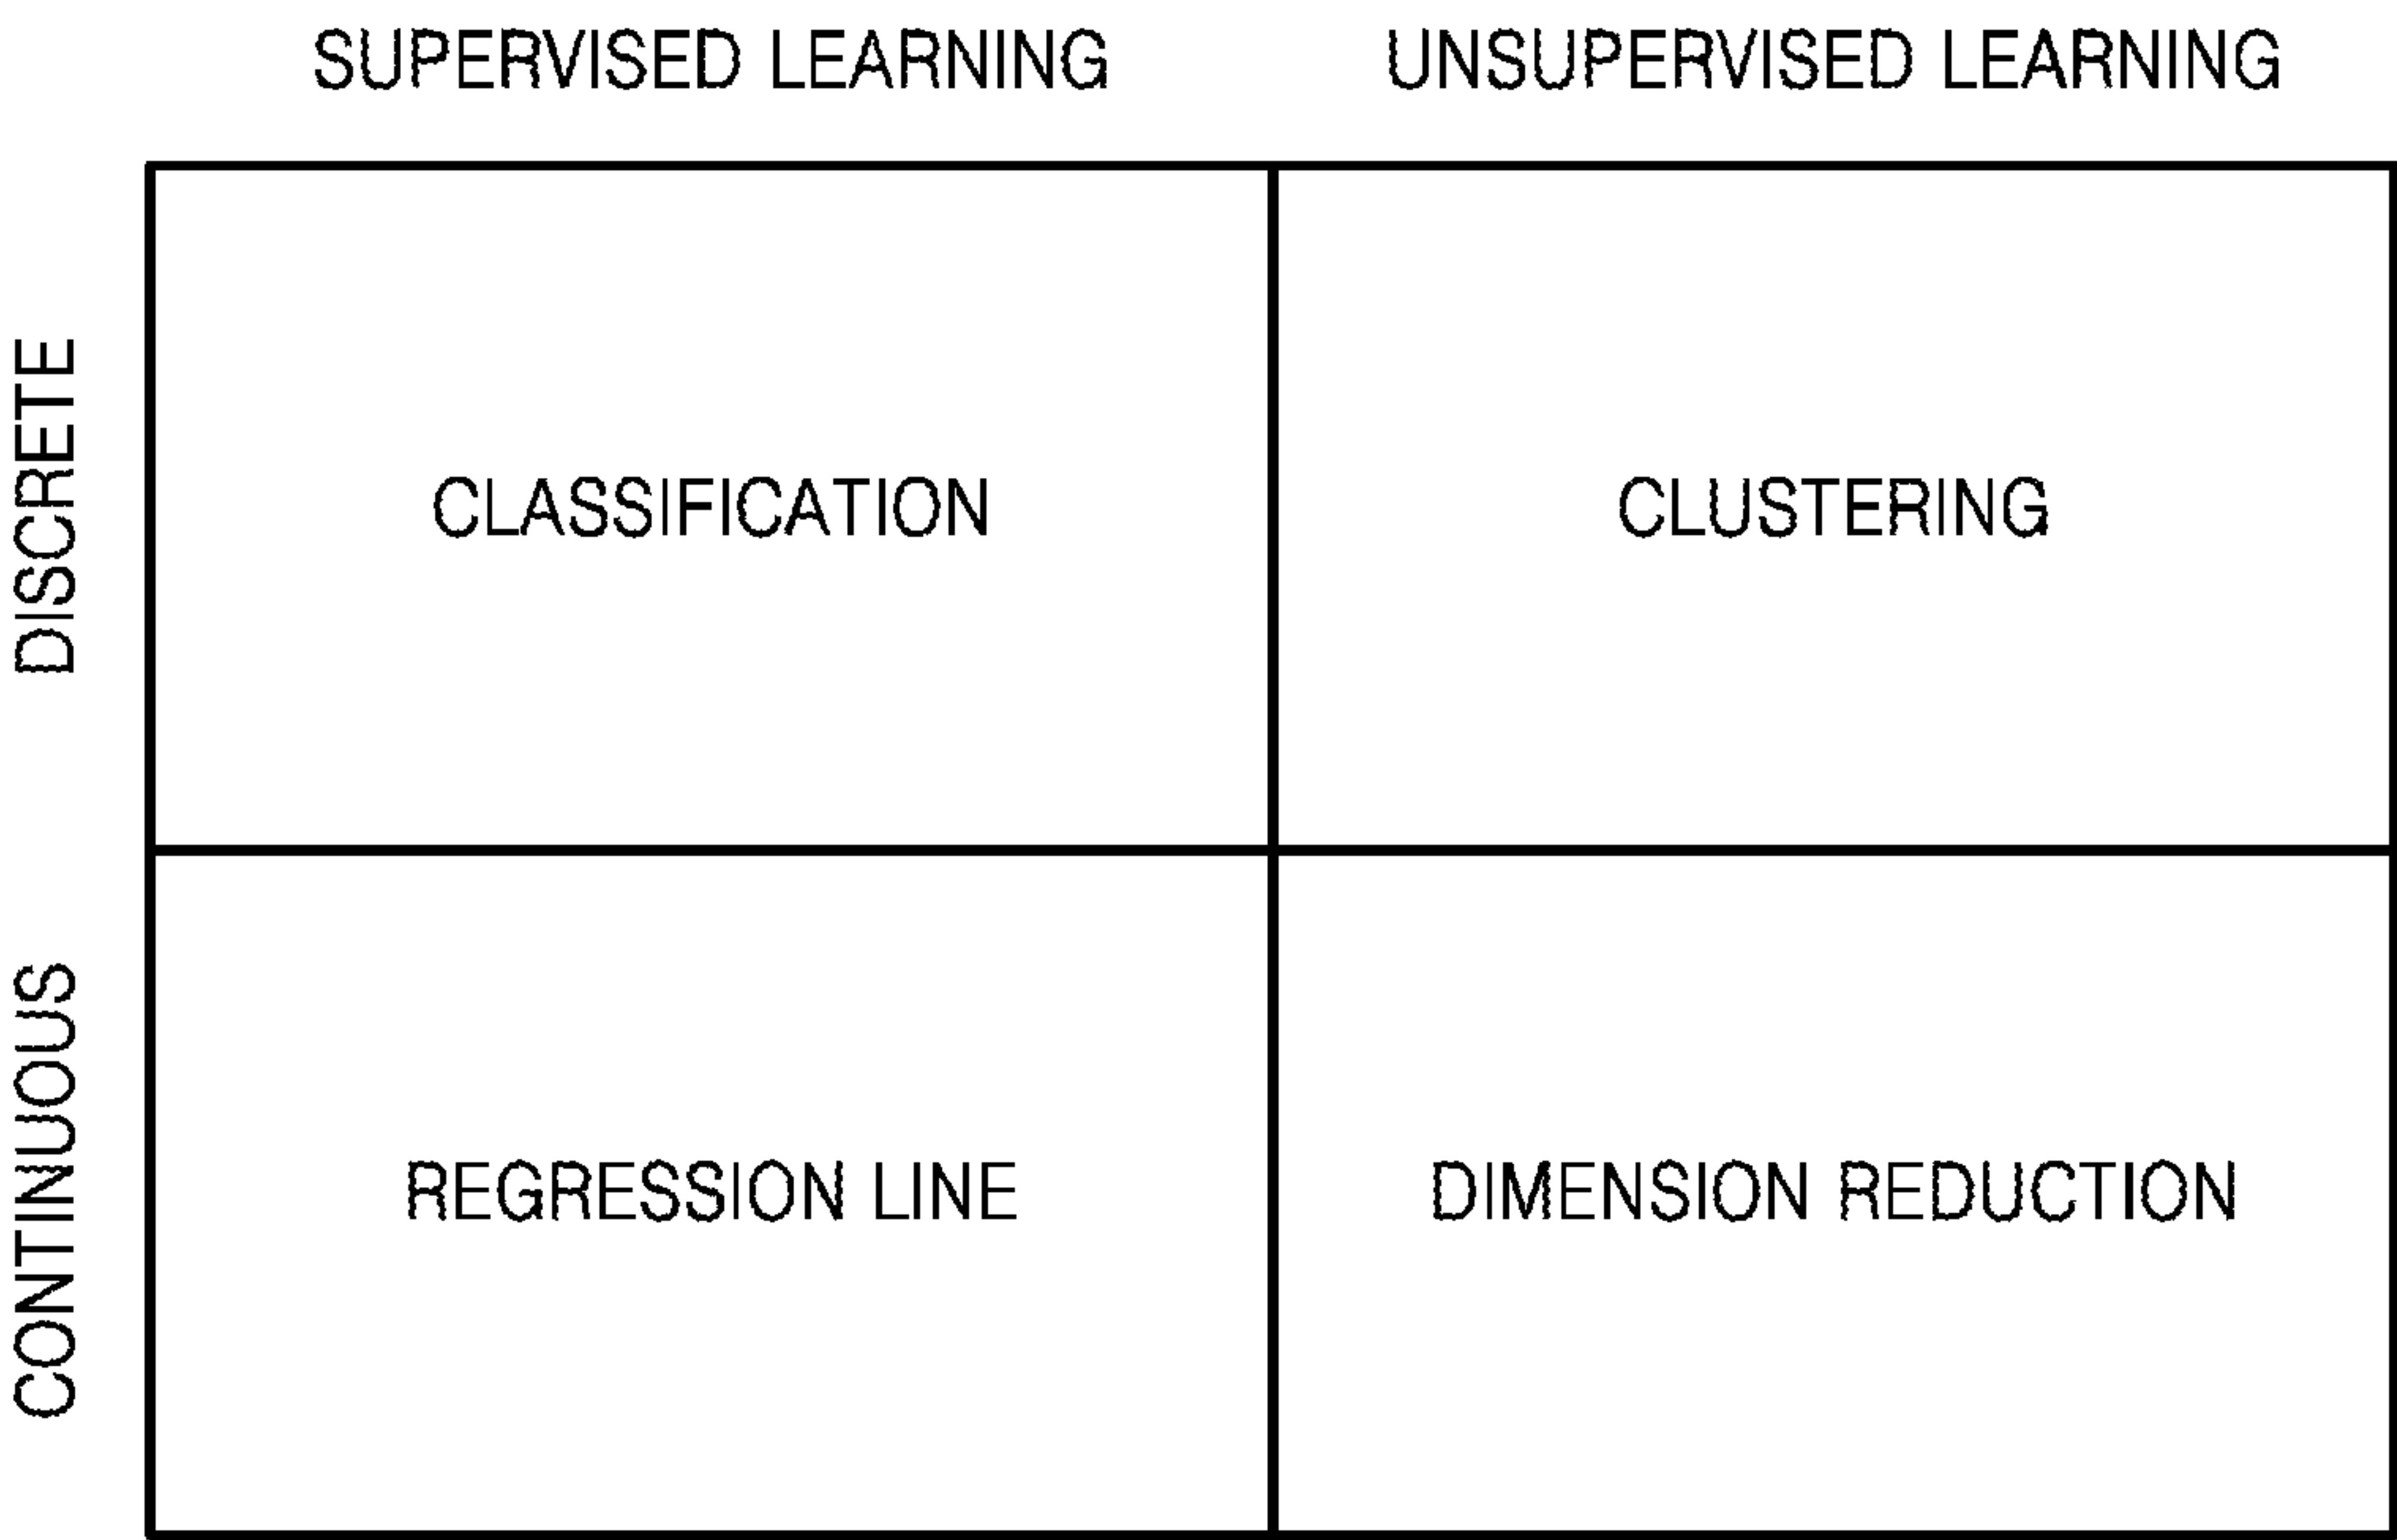 SUPERVISED LEARNING
UNSUPERVISED LEARNING
DISCRETE
CLASSIFICATION
CLUSTERING
CONTINUOUS
REGRESSION LINE
DIMENSION REDUCTION